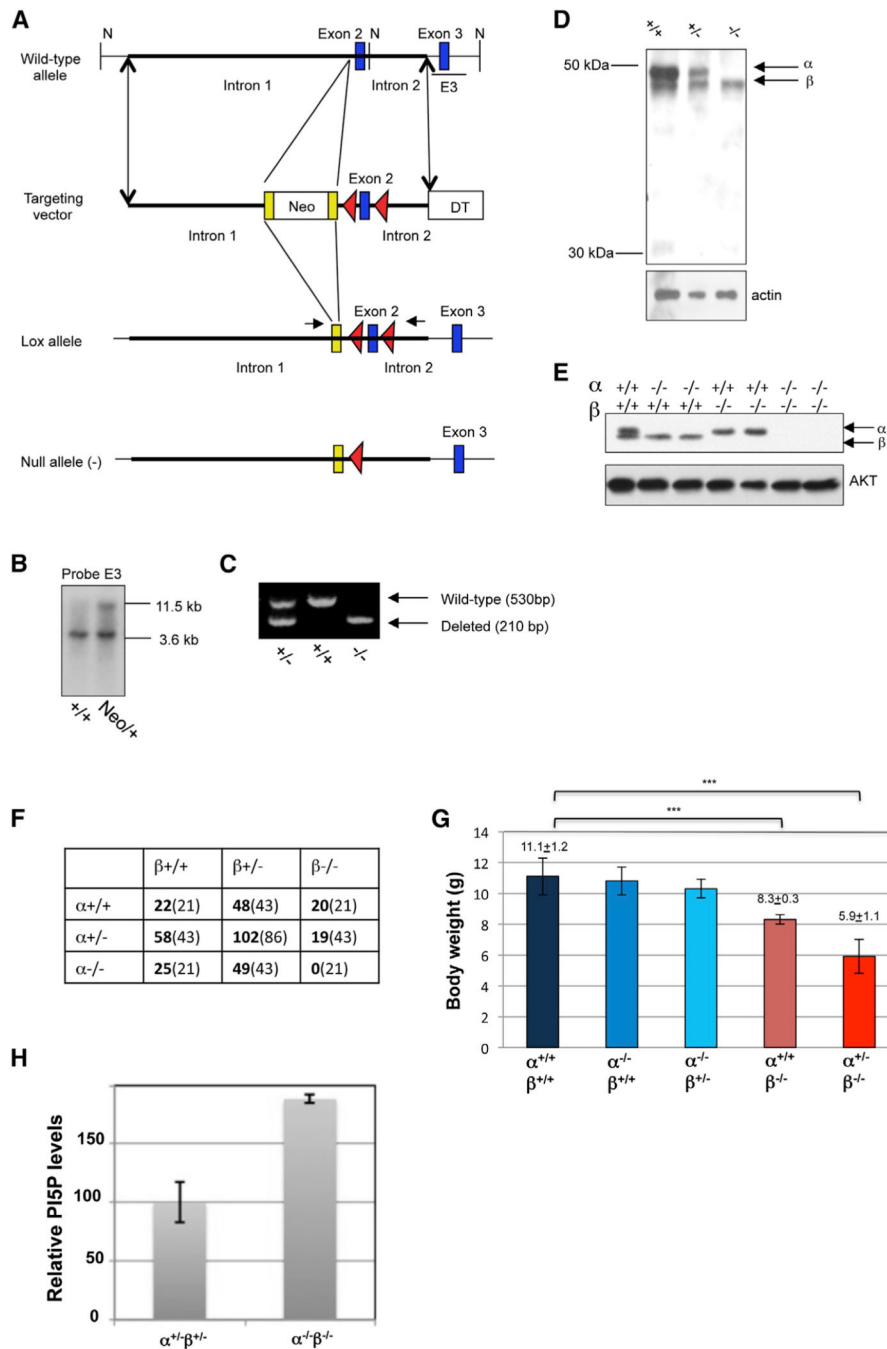 A
N Exon 2 N Exon 3 N
Wild-type
allele
Intron 1 Intron 2 E3
Exon 2
Targeting
vector
Neo DT
Intron 1 Intron 2
Exon 2 Exon 3
Lox allele
Intron 1 Intron 2
Exon 3
Null allele (-)
B
Probe E3
11.5 kb
3.6 kb
+/+ Neo/+
C
Wild-type (530bp)
Deleted (210 bp)
+/- +/+ -/-
D
+/+ +/- -/-
50 kDa
α
β
30 kDa
actin
E
α +/+ -/- -/- +/+ +/+ -/- -/-
β +/+ +/+ +/+ -/- -/- -/- -/-
α
β
AKT
F
β+/+ β+/- β-/-
α+/+ 22(21) 48(43) 20(21)
α+/- 58(43) 102(86) 19(43)
α-/- 25(21) 49(43) 0(21)
G
***
***
Body weight (g)
14
12
10
8
6
4
2
0
11.1±1.2
8.3±0.3
5.9±1.1
α+/+ α-/- α-/- α+/+ α+/-
β+/+ β+/+ β+/- β-/- β-/-
H
Relative PI5P levels
150
100
50
0
α+/-β+/- α-/-β-/-